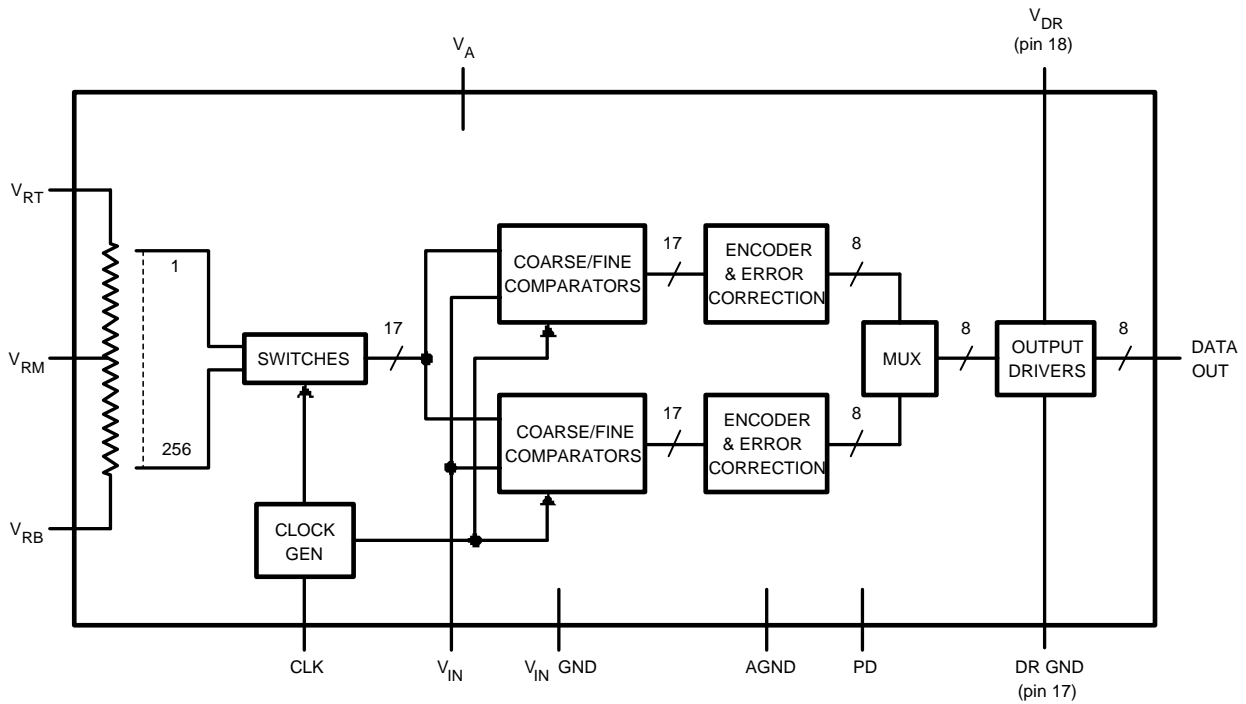 V_A
V_DR
(pin 18)
V_RT
1
17
COARSE/FINE
COMPARATORS
17
ENCODER
& ERROR
CORRECTION
8
V_RM
SWITCHES
MUX
8
OUTPUT
DRIVERS
8
DATA
OUT
256
COARSE/FINE
COMPARATORS
17
ENCODER
& ERROR
CORRECTION
8
V_RB
CLOCK
GEN
CLK
V_IN
V_IN GND
AGND
PD
DR GND
(pin 17)